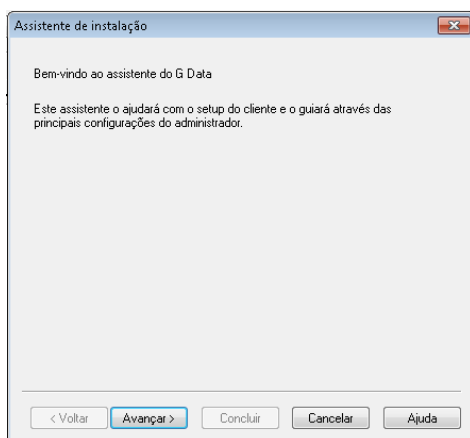 Assistente de instalação
Bem-vindo ao assistente do G Data
Este assistente o ajudará com o setup do cliente e o guiará através das
principais configurações do administrador.
< Voltar Avançar > Concluir Cancelar Ajuda